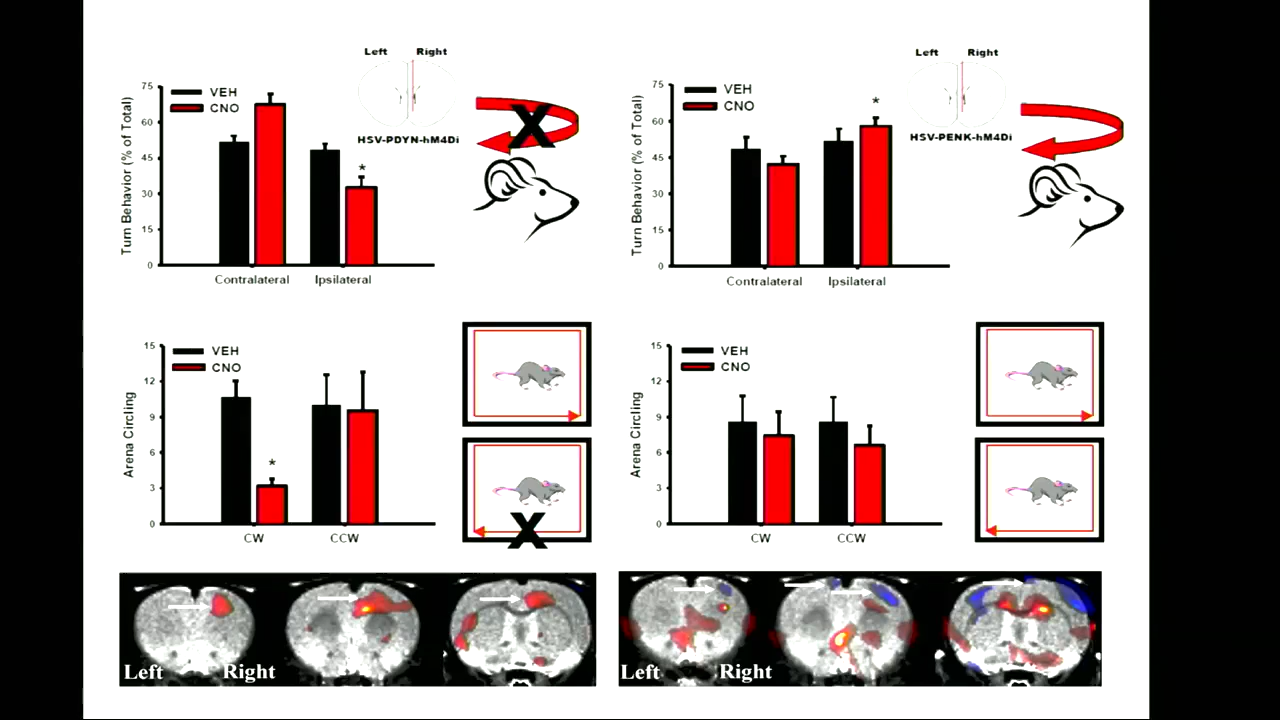 Left Right
75
VEH
CNO
60
45
30
15
0
Turn Behavior (% of Total)
HSV-PDYN-hM4Di
X
*
Contralateral Ipsilateral
Left Right
75
VEH
CNO
60
45
30
15
0
Turn Behavior (% of Total)
*
HSV-PENK-hM4Di
Contralateral Ipsilateral
15
VEH
CNO
12
9
6
3
0
Arena Circling
*
CW CCW
X
15
VEH
CNO
12
9
6
3
0
Arena Circling
CW CCW
Left Right
Left Right